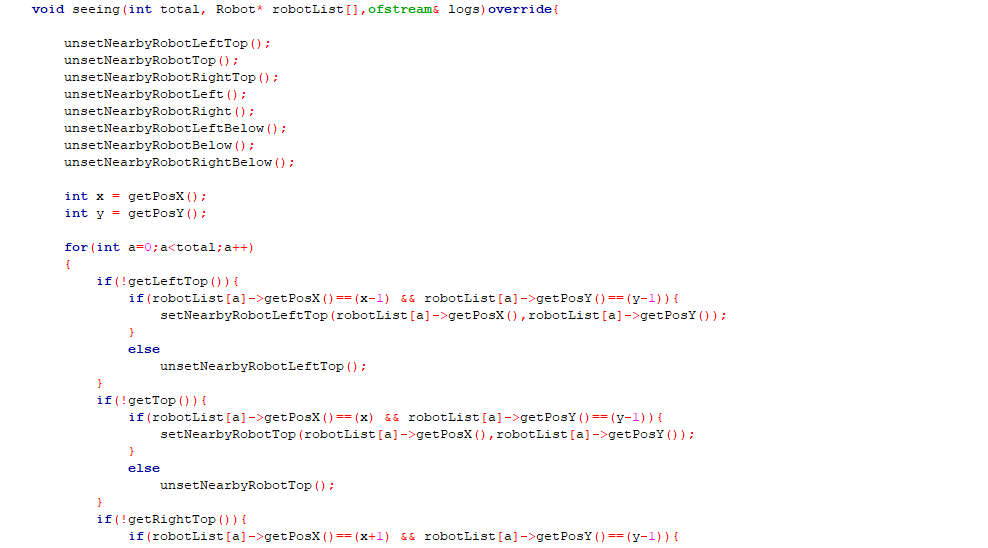 void seeing(int total, Robot* robotList[],ofstream& logs)override{
unsetNearbyRobotLeftTop();
unsetNearbyRobotTop();
unsetNearbyRobotRightTop();
unsetNearbyRobotLeft();
unsetNearbyRobotRight();
unsetNearbyRobotLeftBelow();
unsetNearbyRobotBelow();
unsetNearbyRobotRightBelow();
int x = getPosX();
int y = getPosY();
for(int a=0;a<total;a++)
{
if(!getLeftTop()){
if(robotList[a]->getPosX()==(x-1) && robotList[a]->getPosY()==(y-1)){
setNearbyRobotLeftTop(robotList[a]->getPosX(),robotList[a]->getPosY());
}
else
unsetNearbyRobotLeftTop();
}
if(!getTop()){
if(robotList[a]->getPosX()==(x) && robotList[a]->getPosY()==(y-1)){
setNearbyRobotTop(robotList[a]->getPosX(),robotList[a]->getPosY());
}
else
unsetNearbyRobotTop();
}
if(!getRightTop()){
if(robotList[a]->getPosX()==(x+1) && robotList[a]->getPosY()==(y-1)){